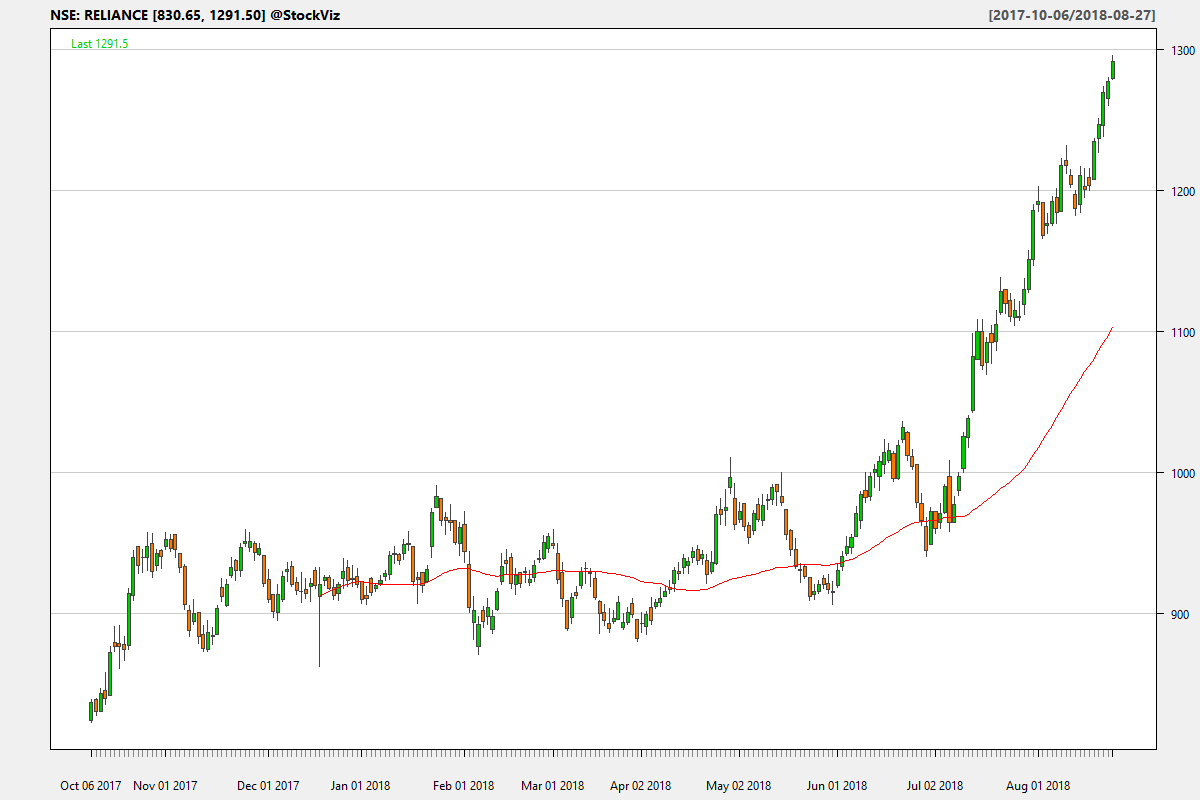 NSE: RELIANCE [830.65, 1291.50] @StockViz
[2017-10-06/2018-08-27]
Last 1291.5
1300
1200
1100
1000
900
Oct 06 2017 Nov 01 2017 Dec 01 2017 Jan 01 2018 Feb 01 2018 Mar 01 2018 Apr 02 2018 May 02 2018 Jun 01 2018 Jul 02 2018 Aug 01 2018